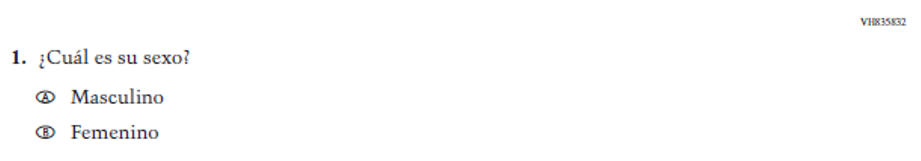 VH835832
1. ¿Cuál es su sexo?
Ⓐ Masculino
Ⓑ Femenino